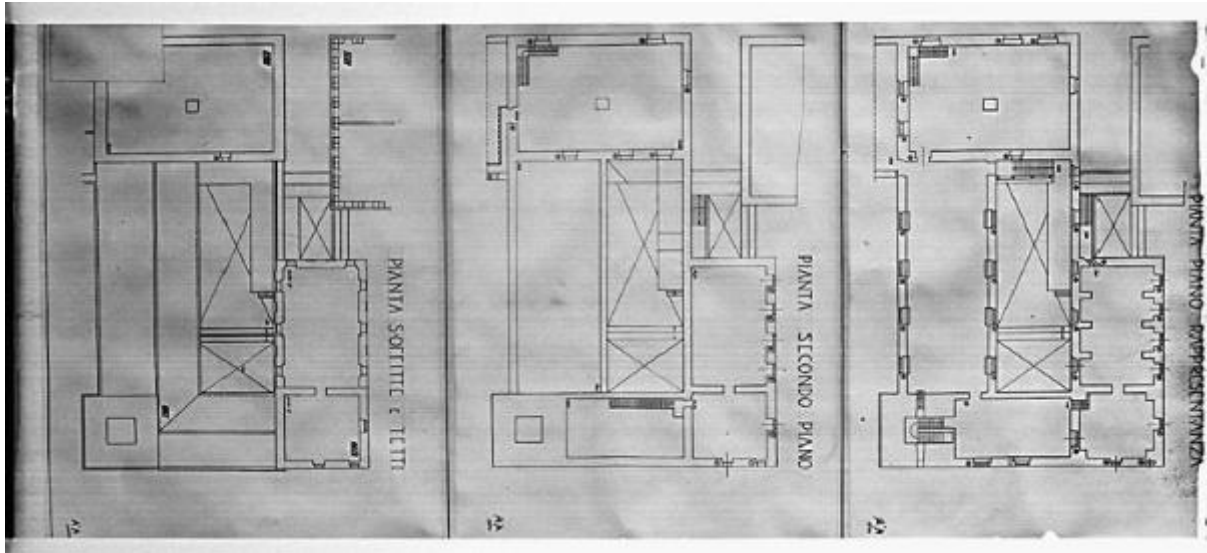 PIANTA SOFFITTE e TETTI
PIANTA SECONDO PIANO
PIANTA PIANO RAPPRESENTANZA